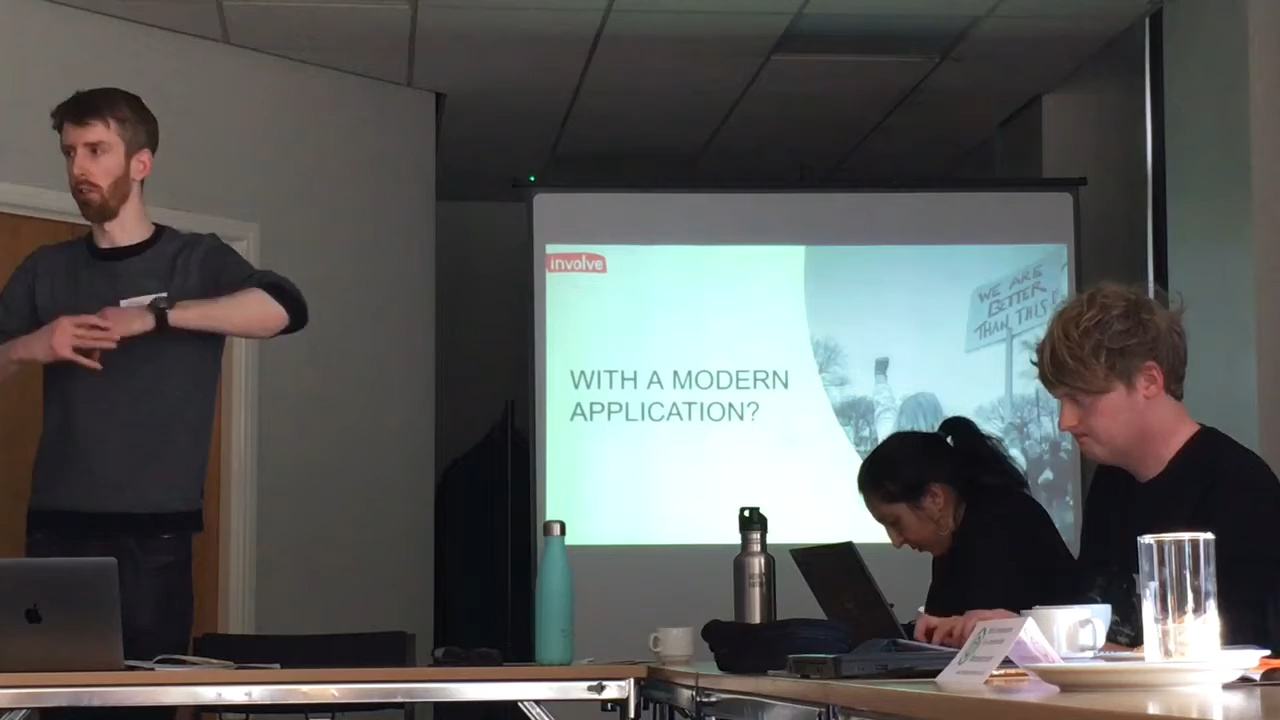 involve
WITH A MODERN
APPLICATION?
WE ARE
BETTER
THAN THIS!